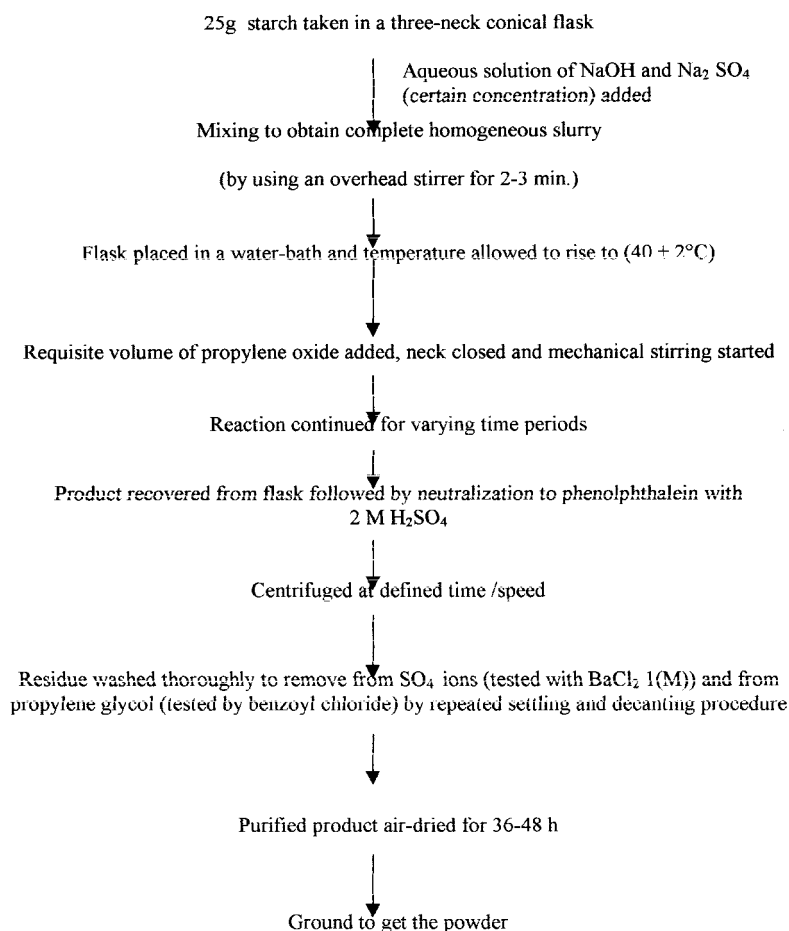 25g starch taken in a three-neck conical flask
Aqueous solution of NaOH and Na₂ SO₄
(certain concentration) added
Mixing to obtain complete homogeneous slurry
(by using an overhead stirrer for 2-3 min.)
Flask placed in a water-bath and temperature allowed to rise to (40 ± 2°C)
Requisite volume of propylene oxide added, neck closed and mechanical stirring started
Reaction continued for varying time periods
Product recovered from flask followed by neutralization to phenolphthalein with
2 M H₂SO₄
Centrifuged at defined time /speed
Residue washed thoroughly to remove from SO₄ ions (tested with BaCl₂ 1(M)) and from
propylene glycol (tested by benzoyl chloride) by repeated settling and decanting procedure
Purified product air-dried for 36-48 h
Ground to get the powder